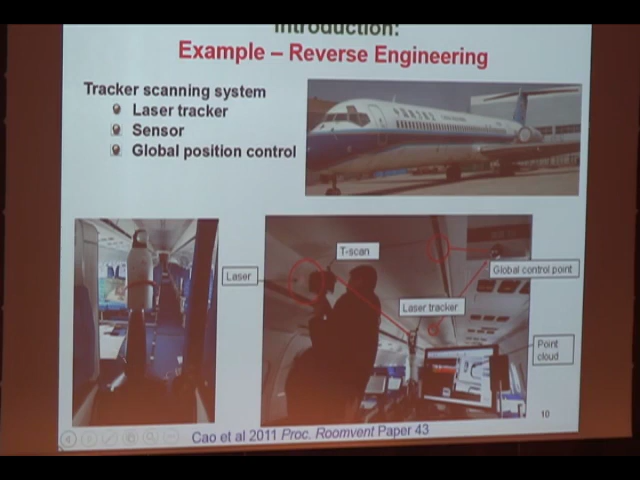 Introduction:
Example – Reverse Engineering
Tracker scanning system
Laser tracker
Sensor
Global position control
T-scan
Laser
Global control point
Laser tracker
Point
cloud
10
Cao et al 2011 Proc. Roomvent Paper 43